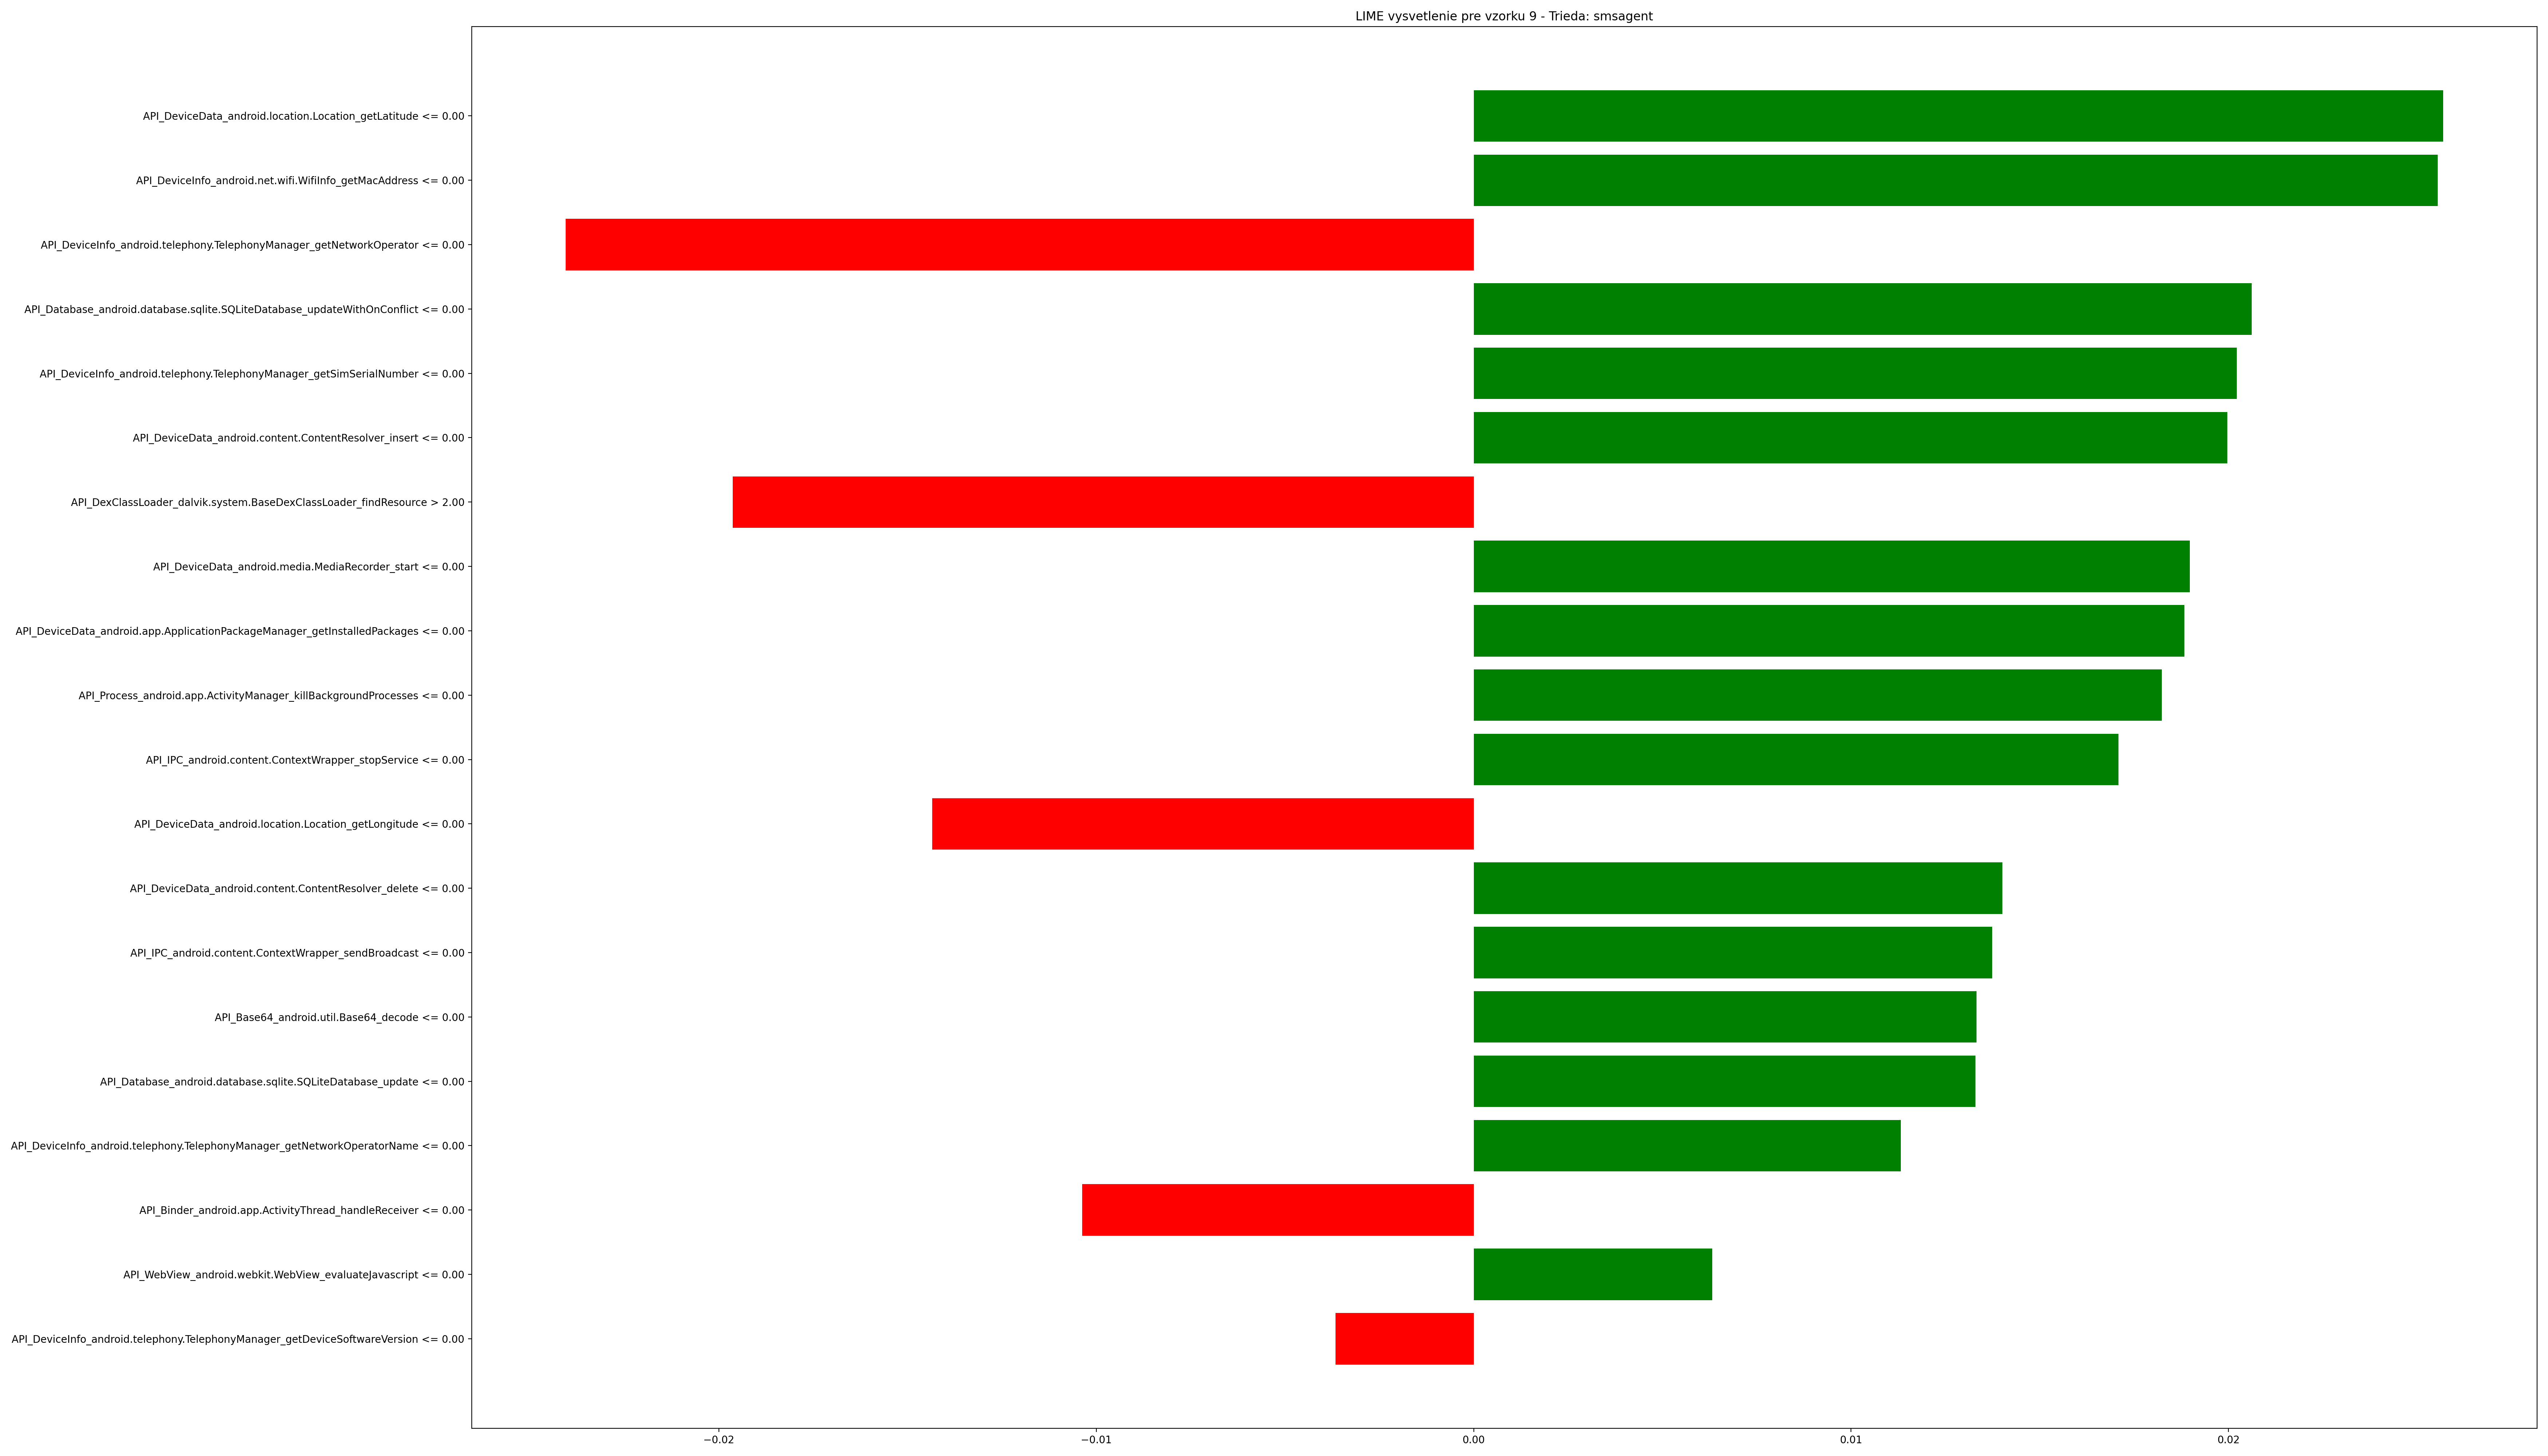 LIME vysvetlenie pre vzorku 9 - Trieda: smsagent
API_DeviceData_android.location.Location_getLatitude <= 0.00
API_DeviceInfo_android.net.wifi.WifiInfo_getMacAddress <= 0.00
API_DeviceInfo_android.telephony.TelephonyManager_getNetworkOperator <= 0.00
API_Database_android.database.sqlite.SQLiteDatabase_updateWithOnConflict <= 0.00
API_DeviceInfo_android.telephony.TelephonyManager_getSimSerialNumber <= 0.00
API_DeviceData_android.content.ContentResolver_insert <= 0.00
API_DexClassLoader_dalvik.system.BaseDexClassLoader_findResource > 2.00
API_DeviceData_android.media.MediaRecorder_start <= 0.00
API_DeviceData_android.app.ApplicationPackageManager_getInstalledPackages <= 0.00
API_Process_android.app.ActivityManager_killBackgroundProcesses <= 0.00
API_IPC_android.content.ContextWrapper_stopService <= 0.00
API_DeviceData_android.location.Location_getLongitude <= 0.00
API_DeviceData_android.content.ContentResolver_delete <= 0.00
API_IPC_android.content.ContextWrapper_sendBroadcast <= 0.00
API_Base64_android.util.Base64_decode <= 0.00
API_Database_android.database.sqlite.SQLiteDatabase_update <= 0.00
API_DeviceInfo_android.telephony.TelephonyManager_getNetworkOperatorName <= 0.00
API_Binder_android.app.ActivityThread_handleReceiver <= 0.00
API_WebView_android.webkit.WebView_evaluateJavascript <= 0.00
API_DeviceInfo_android.telephony.TelephonyManager_getDeviceSoftwareVersion <= 0.00
−0.02 −0.01 0.00 0.01 0.02